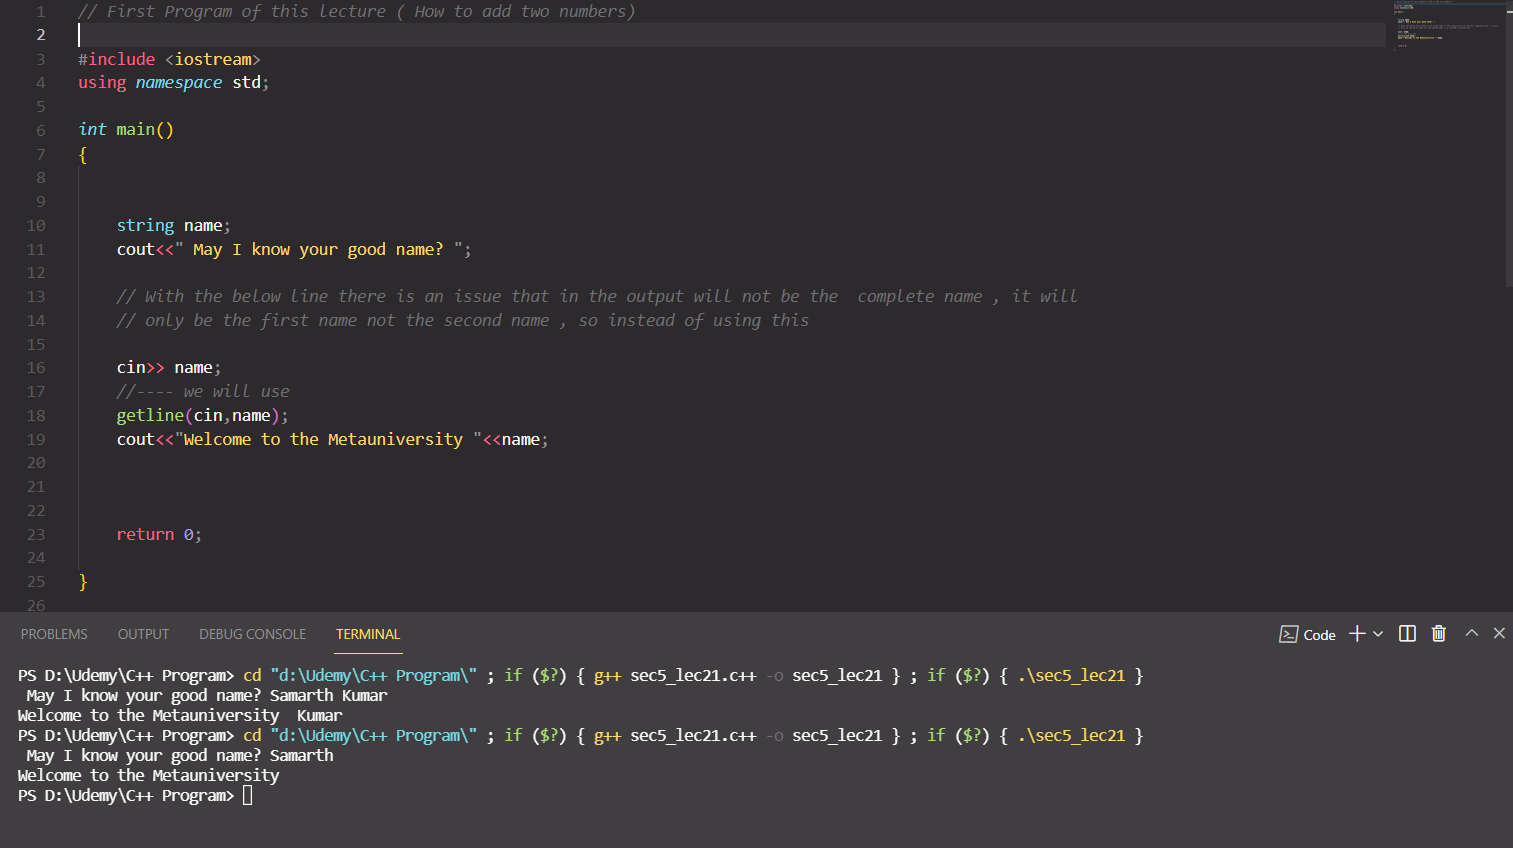 1 // First Program of this lecture ( How to add two numbers)
2
3 #include <iostream>
4 using namespace std;
5
6 int main()
7 {
8
9
10 string name;
11 cout<<" May I know your good name? ";
12
13 // With the below line there is an issue that in the output will not be the  complete name , it will
14 // only be the first name not the second name , so instead of using this
15
16 cin>> name;
17 //---- we will use
18 getline(cin,name);
19 cout<<"Welcome to the Metauniversity "<<name;
20
21
22
23 return 0;
24
25 }
26
PROBLEMS OUTPUT DEBUG CONSOLE TERMINAL Code
PS D:\Udemy\C++ Program> cd "d:\Udemy\C++ Program\" ; if ($?) { g++ sec5_lec21.c++ -o sec5_lec21 } ; if ($?) { .\sec5_lec21 }
May I know your good name? Samarth Kumar
Welcome to the Metauniversity  Kumar
PS D:\Udemy\C++ Program> cd "d:\Udemy\C++ Program\" ; if ($?) { g++ sec5_lec21.c++ -o sec5_lec21 } ; if ($?) { .\sec5_lec21 }
May I know your good name? Samarth
Welcome to the Metauniversity
PS D:\Udemy\C++ Program>